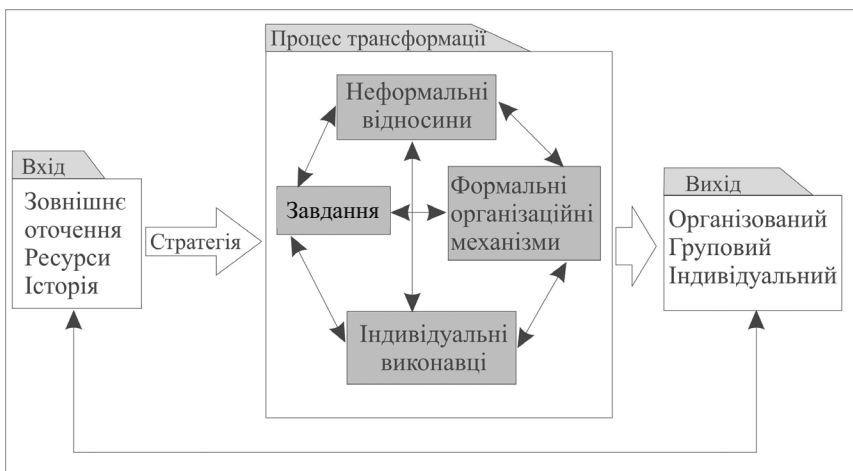 Процес трансформації
Неформальні
відносини
Вхід
Зовнішнє
оточення
Ресурси
Історія
Стратегія
Завдання
Формальні
організаційні
механізми
Індивідуальні
виконавці
Вихід
Організований
Груповий
Індивідуальний